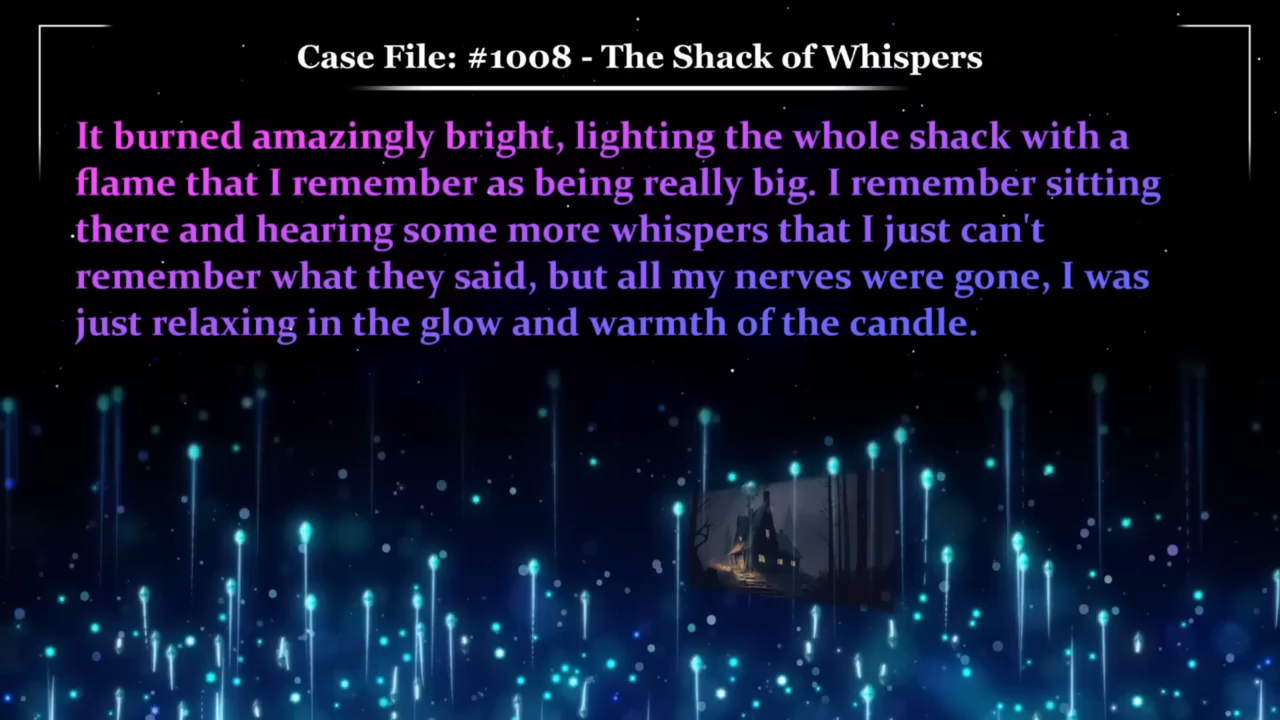 Case File: #1008 - The Shack of Whispers
It burned amazingly bright, lighting the whole shack with a
flame that I remember as being really big. I remember sitting
there and hearing some more whispers that I just can't
remember what they said, but all my nerves were gone, I was
just relaxing in the glow and warmth of the candle.